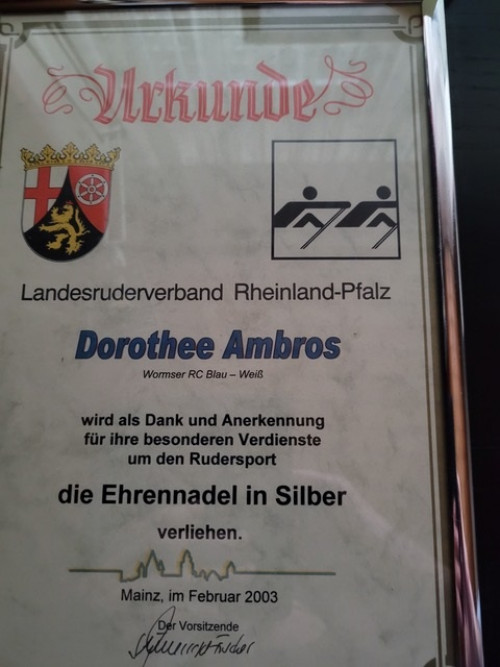 Urkunde
Landesruderverband Rheinland-Pfalz
Dorothee Ambros
Wormser RC Blau – Weiß
wird als Dank und Anerkennung
für ihre besonderen Verdienste
um den Rudersport
die Ehrennadel in Silber
verliehen.
Mainz, im Februar 2003
Der Vorsitzende